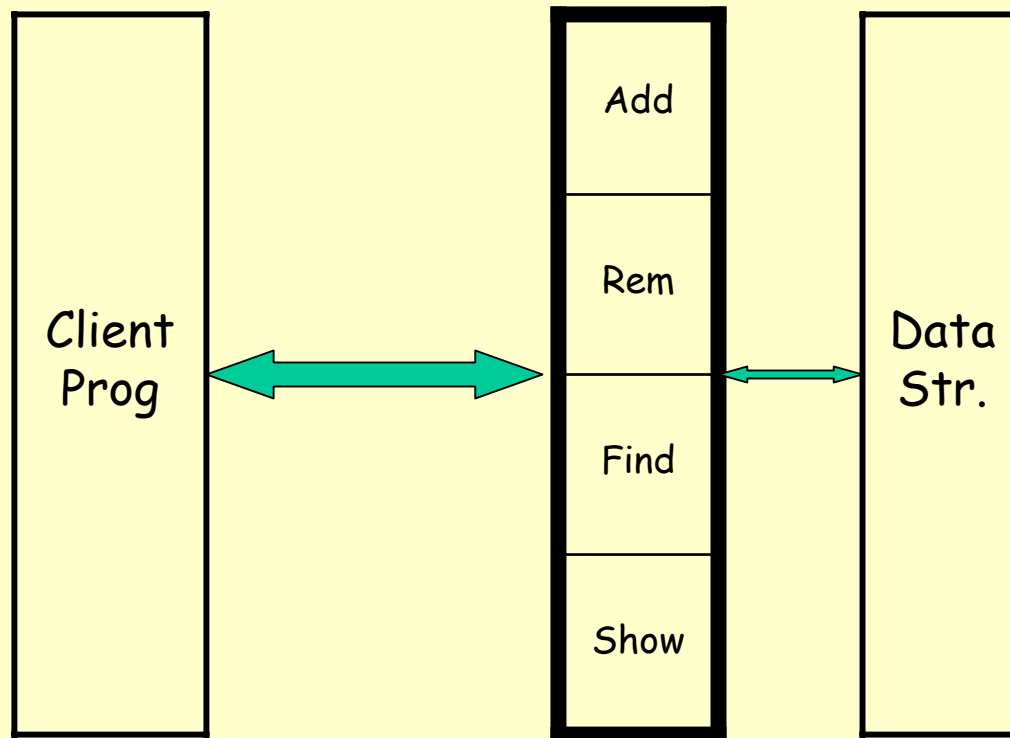 Client
Prog
Add
Rem
Find
Show
Data
Str.